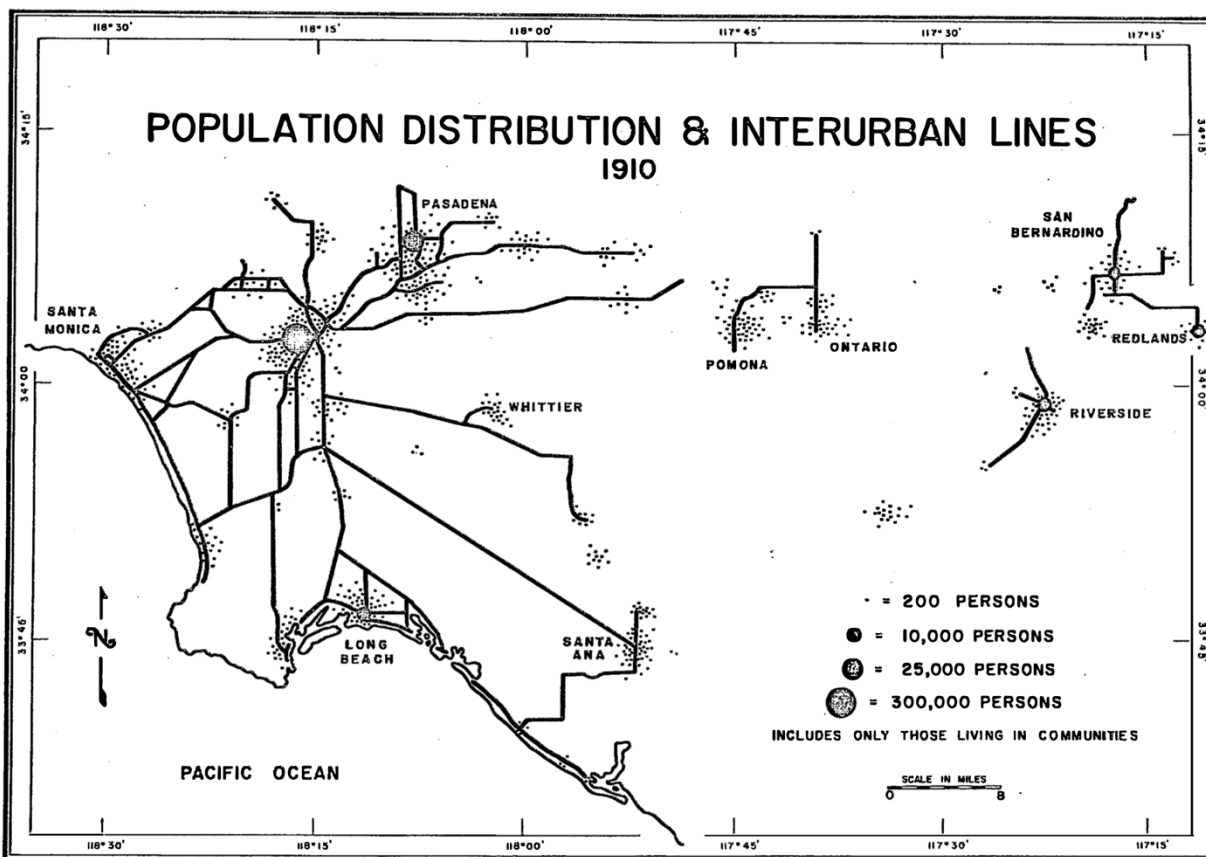 118°30'
118°15'
118°00'
117°45'
117°30'
117°15'
POPULATION DISTRIBUTION & INTERURBAN LINES
1910
34°15'
34°15'
PASADENA
SAN
BERNARDINO
SANTA
MONICA
REDLANDS
ONTARIO
POMONA
34°00'
34°00'
WHITTIER
RIVERSIDE
N
33°45'
33°45'
LONG
BEACH
SANTA
ANA
= 200 PERSONS
= 10,000 PERSONS
= 25,000 PERSONS
= 300,000 PERSONS
INCLUDES ONLY THOSE LIVING IN COMMUNITIES
PACIFIC OCEAN
SCALE IN MILES
0 8
118°30'
118°15'
118°00'
117°45'
117°30'
117°15'